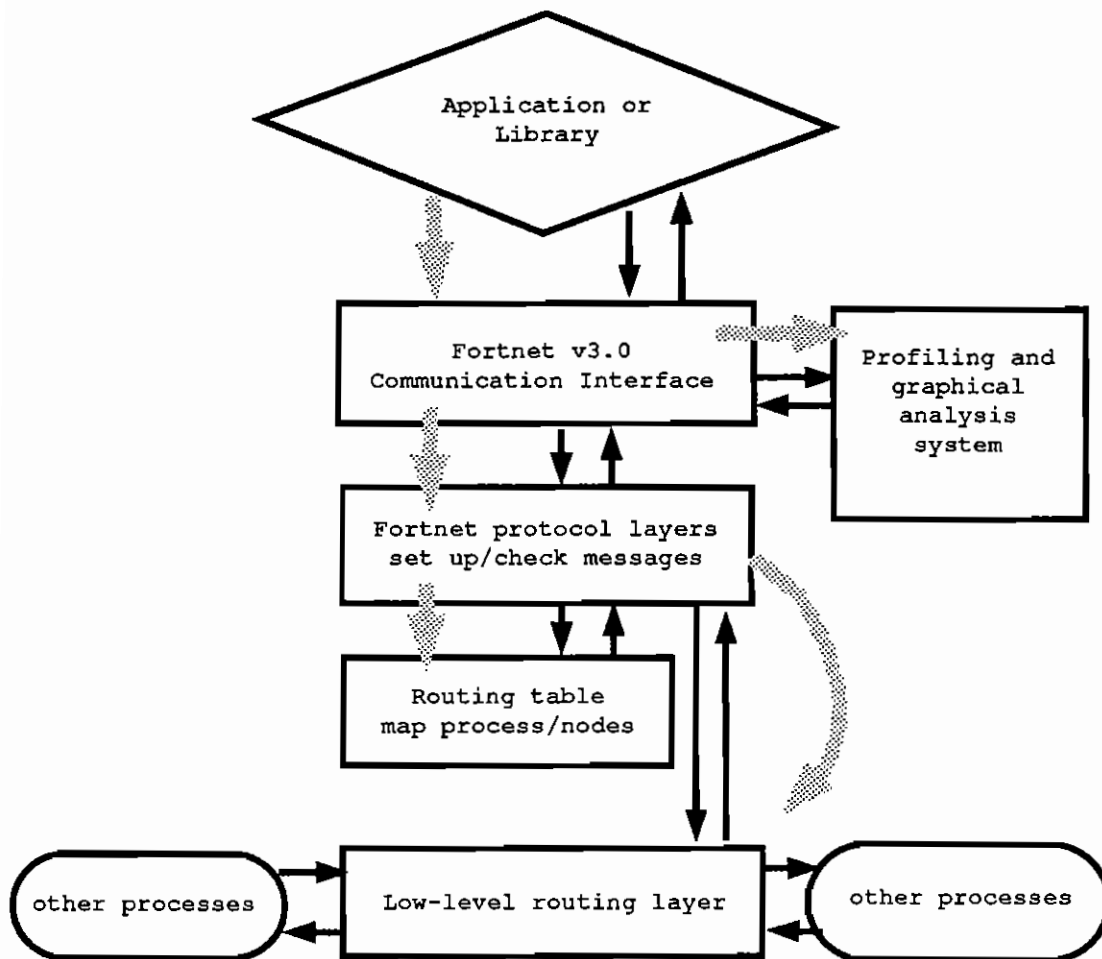 Application or
Library
Fortnet v3.0
Communication Interface
Profiling and
graphical
analysis
system
Fortnet protocol layers
set up/check messages
Routing table
map process/nodes
other processes
Low-level routing layer
other processes